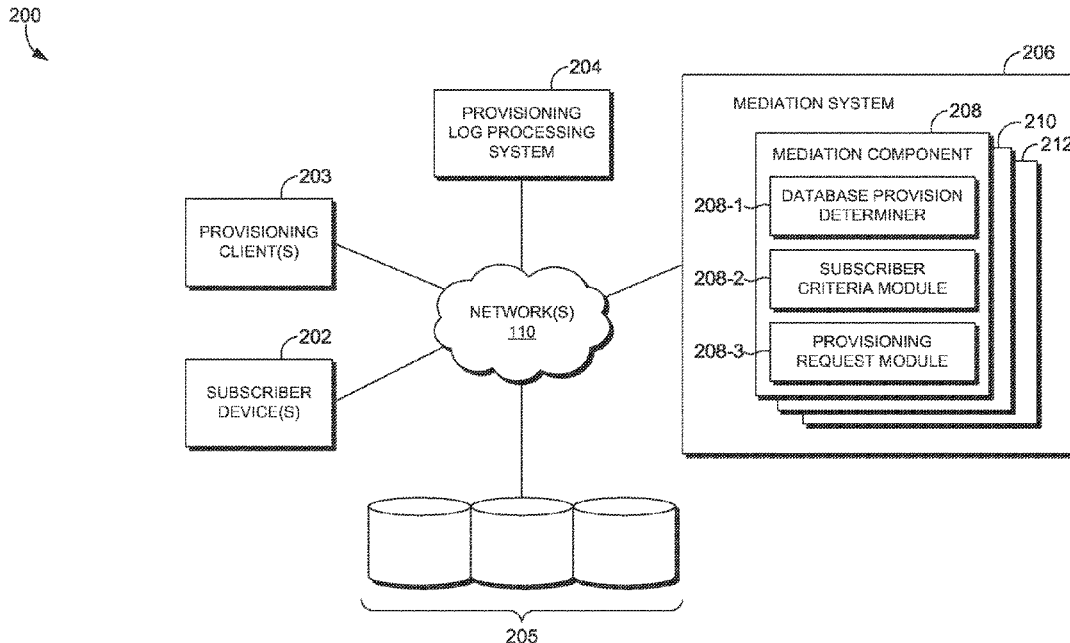 200
204
PROVISIONING
LOG PROCESSING
SYSTEM
206
MEDIATION SYSTEM
208
210
212
MEDIATION COMPONENT
208-1
DATABASE PROVISION
DETERMINER
208-2
SUBSCRIBER
CRITERIA MODULE
208-3
PROVISIONING
REQUEST MODULE
203
PROVISIONING
CLIENT(S)
NETWORK(S)
110
202
SUBSCRIBER
DEVICE(S)
205